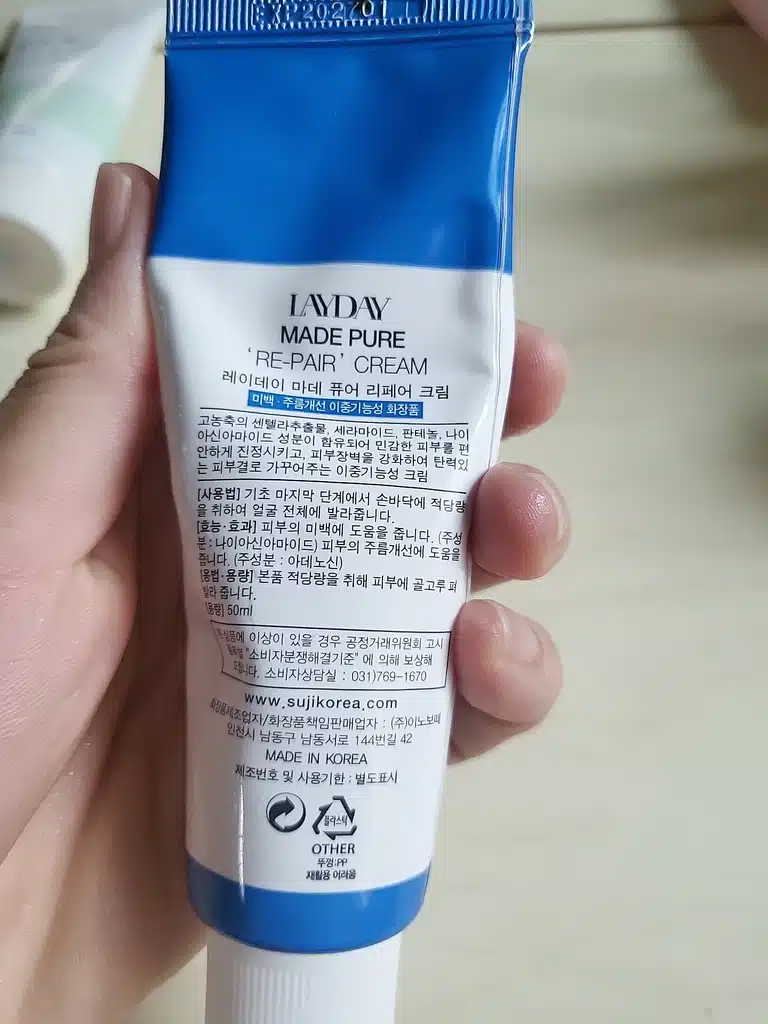 202701
LAYDAY
MADE PURE
'RE-PAIR' CREAM
레이데이 마데 퓨어 리페어 크림
미백·주름개선 이중기능성 화장품
고농축의 센텔라추출물, 세라마이드, 판테놀, 나이
아신아마이드 성분이 함유되어 민감한 피부를 편
안하게 진정시키고, 피부장벽을 강화하여 탄력있
는 피부결로 가꾸어주는 이중기능성 크림
[사용법] 기초 마지막 단계에서 손바닥에 적당량
을 취하여 얼굴 전체에 발라줍니다.
[효능·효과] 피부의 미백에 도움을 줍니다. (주성
분 : 나이아신아마이드) 피부의 주름개선에 도움을
줍니다. (주성분 : 아데노신)
[용법·용량] 본품 적당량을 취해 피부에 골고루 펴
발라 줍니다.
[용량] 50ml
본 상품에 이상이 있을 경우 공정거래위원회 고시
품목별 "소비자분쟁해결기준" 에 의해 보상해
드립니다. 소비자상담실 : 031)769-1670
www.sujikorea.com
화장품제조업자/화장품책임판매업자 : (주)이노보떼
인천시 남동구 남동서로 144번길 42
MADE IN KOREA
제조번호 및 사용기한 : 별도표시
플라스틱
OTHER
뚜껑:PP
재활용 어려움